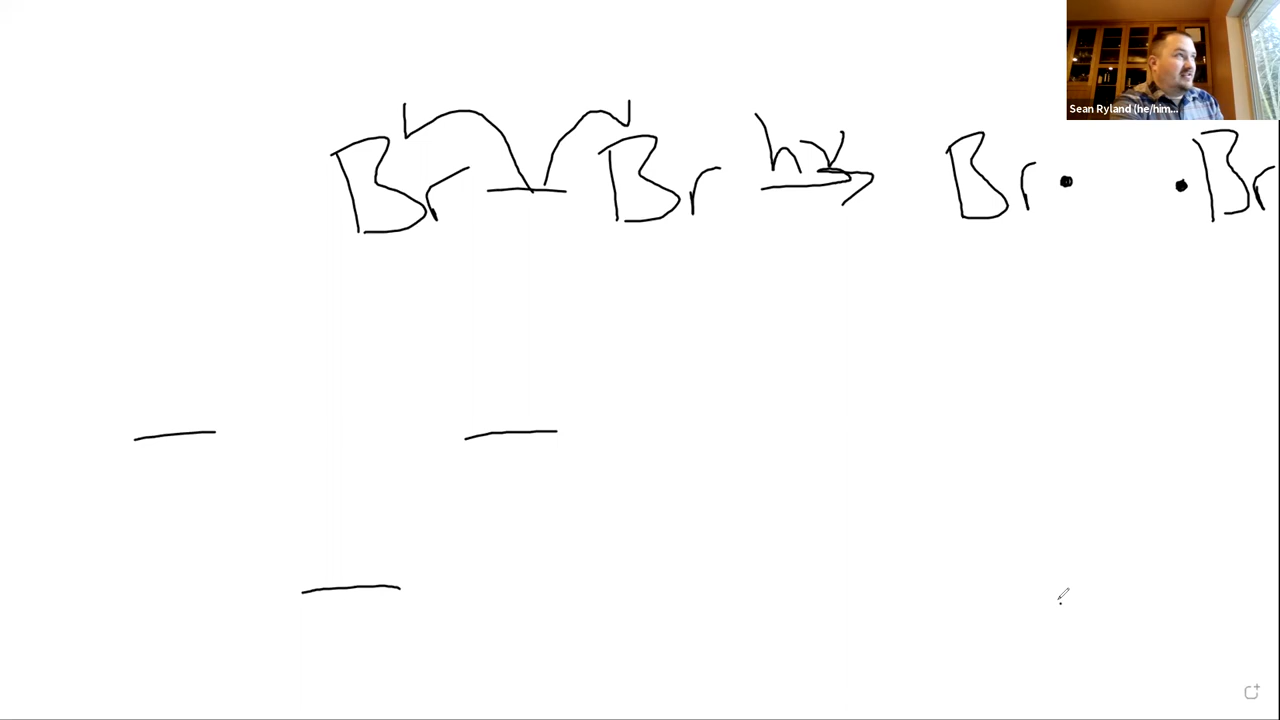 Sean Ryland (he/him...
Br — Br hν → Br• •Br